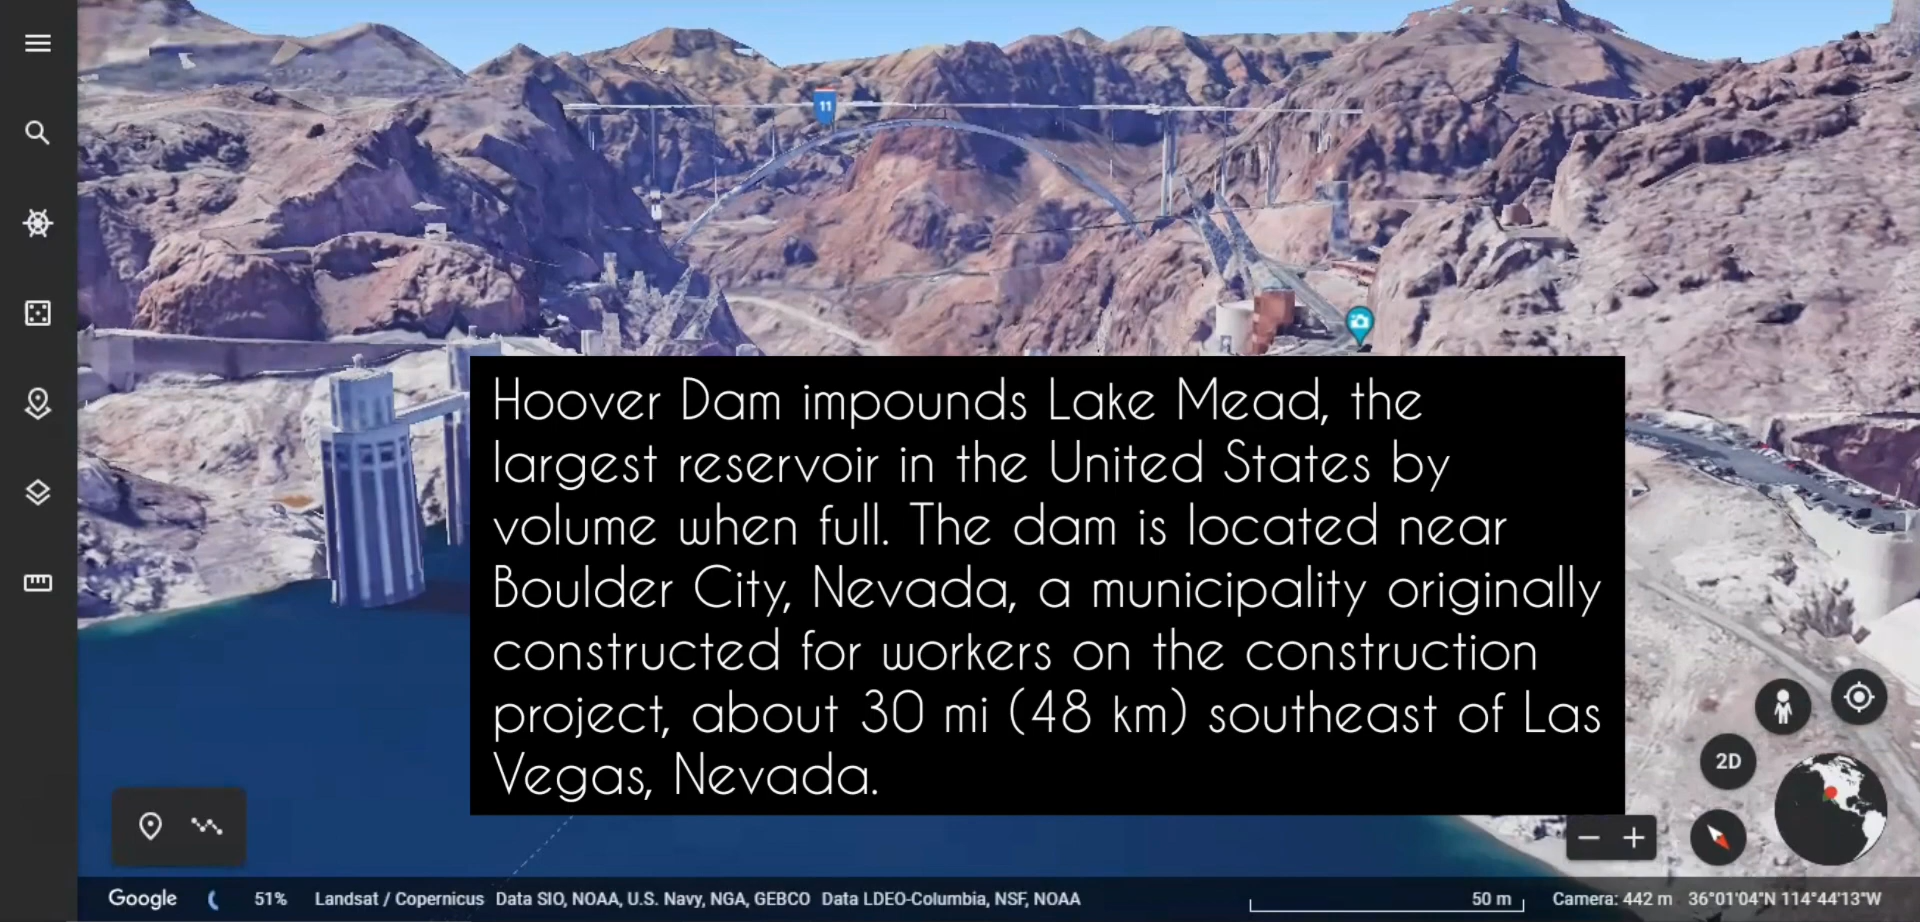 11
Hoover Dam impounds Lake Mead, the
largest reservoir in the United States by
volume when full. The dam is located near
Boulder City, Nevada, a municipality originally
constructed for workers on the construction
project, about 30 mi (48 km) southeast of Las
Vegas, Nevada.
2D
Google 51% Landsat / Copernicus Data SIO, NOAA, U.S. Navy, NGA, GEBCO Data LDEO-Columbia, NSF, NOAA 50 m Camera: 442 m 36°01'04"N 114°44'13"W